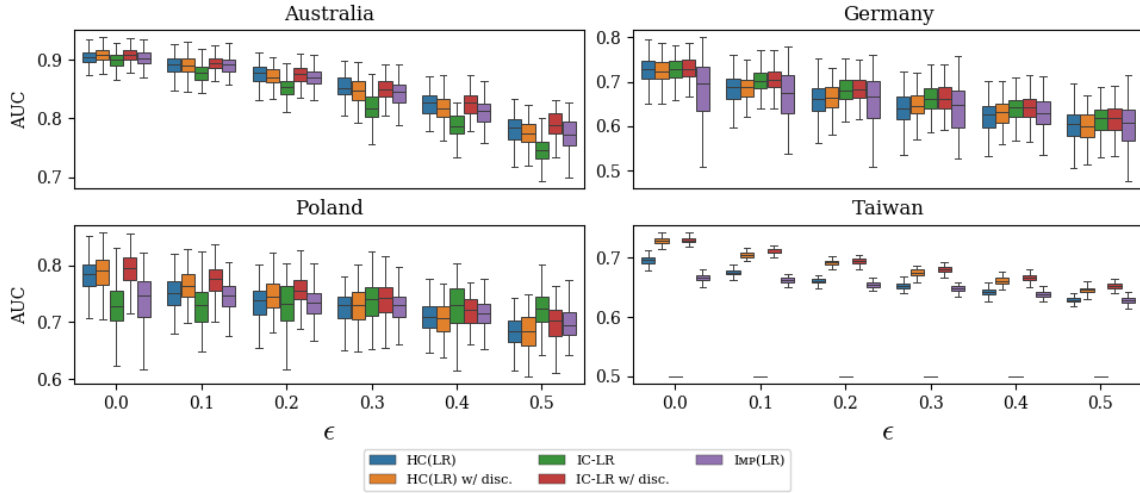 Australia
Germany
AUC
0.9
0.8
0.7
0.8
0.7
0.6
0.5
Poland
Taiwan
AUC
0.8
0.7
0.6
0.7
0.6
0.5
0.0 0.1 0.2 0.3 0.4 0.5
0.0 0.1 0.2 0.3 0.4 0.5
ϵ
ϵ
HC(LR) IC-LR Imp(LR)
HC(LR) w/ disc. IC-LR w/ disc.